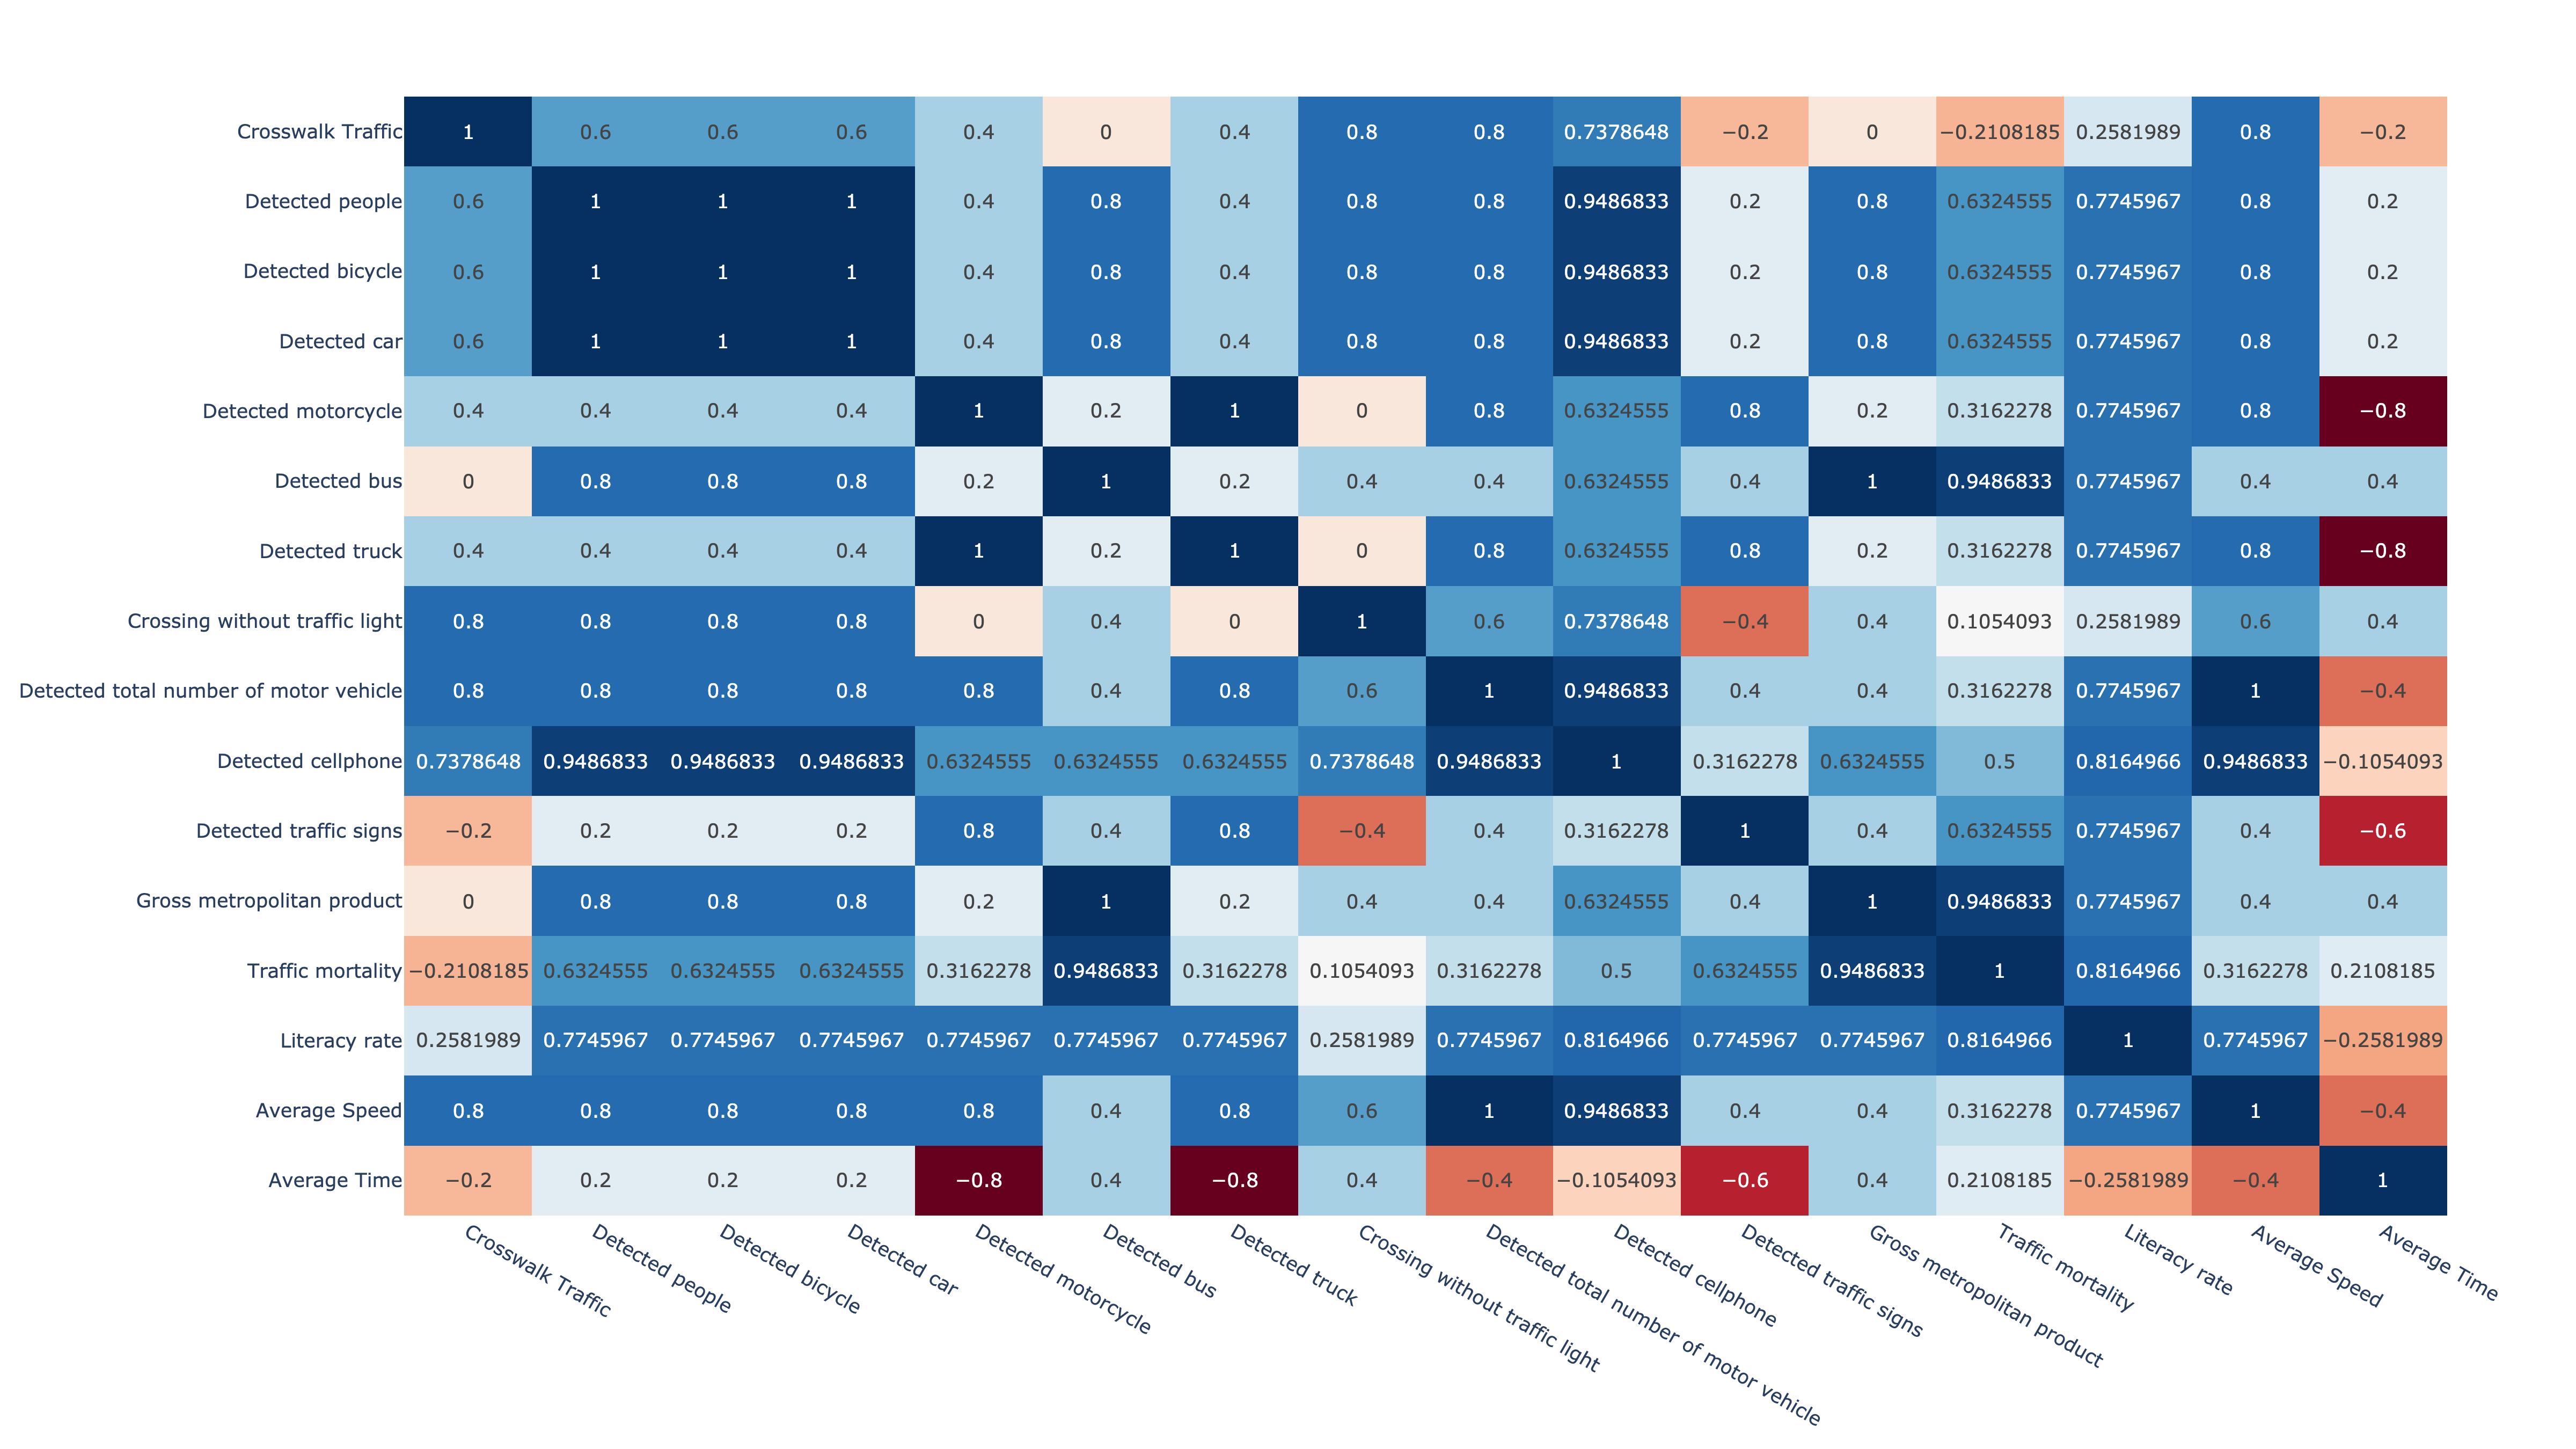 Crosswalk Traffic 1 0.6 0.6 0.6 0.4 0 0.4 0.8 0.8 0.7378648 −0.2 0 −0.2108185 0.2581989 0.8 −0.2
Detected people 0.6 1 1 1 0.4 0.8 0.4 0.8 0.8 0.9486833 0.2 0.8 0.6324555 0.7745967 0.8 0.2
Detected bicycle 0.6 1 1 1 0.4 0.8 0.4 0.8 0.8 0.9486833 0.2 0.8 0.6324555 0.7745967 0.8 0.2
Detected car 0.6 1 1 1 0.4 0.8 0.4 0.8 0.8 0.9486833 0.2 0.8 0.6324555 0.7745967 0.8 0.2
Detected motorcycle 0.4 0.4 0.4 0.4 1 0.2 1 0 0.8 0.6324555 0.8 0.2 0.3162278 0.7745967 0.8 −0.8
Detected bus 0 0.8 0.8 0.8 0.2 1 0.2 0.4 0.4 0.6324555 0.4 1 0.9486833 0.7745967 0.4 0.4
Detected truck 0.4 0.4 0.4 0.4 1 0.2 1 0 0.8 0.6324555 0.8 0.2 0.3162278 0.7745967 0.8 −0.8
Crossing without traffic light 0.8 0.8 0.8 0.8 0 0.4 0 1 0.6 0.7378648 −0.4 0.4 0.1054093 0.2581989 0.6 0.4
Detected total number of motor vehicle 0.8 0.8 0.8 0.8 0.8 0.4 0.8 0.6 1 0.9486833 0.4 0.4 0.3162278 0.7745967 1 −0.4
Detected cellphone 0.7378648 0.9486833 0.9486833 0.9486833 0.6324555 0.6324555 0.6324555 0.7378648 0.9486833 1 0.3162278 0.6324555 0.5 0.8164966 0.9486833 −0.1054093
Detected traffic signs −0.2 0.2 0.2 0.2 0.8 0.4 0.8 −0.4 0.4 0.3162278 1 0.4 0.6324555 0.7745967 0.4 −0.6
Gross metropolitan product 0 0.8 0.8 0.8 0.2 1 0.2 0.4 0.4 0.6324555 0.4 1 0.9486833 0.7745967 0.4 0.4
Traffic mortality −0.2108185 0.6324555 0.6324555 0.6324555 0.3162278 0.9486833 0.3162278 0.1054093 0.3162278 0.5 0.6324555 0.9486833 1 0.8164966 0.3162278 0.2108185
Literacy rate 0.2581989 0.7745967 0.7745967 0.7745967 0.7745967 0.7745967 0.7745967 0.2581989 0.7745967 0.8164966 0.7745967 0.7745967 0.8164966 1 0.7745967 −0.2581989
Average Speed 0.8 0.8 0.8 0.8 0.8 0.4 0.8 0.6 1 0.9486833 0.4 0.4 0.3162278 0.7745967 1 −0.4
Average Time −0.2 0.2 0.2 0.2 −0.8 0.4 −0.8 0.4 −0.4 −0.1054093 −0.6 0.4 0.2108185 −0.2581989 −0.4 1
Crosswalk Traffic
Detected people
Detected bicycle
Detected car
Detected motorcycle
Detected bus
Detected truck
Crossing without traffic light
Detected total number of motor vehicle
Detected cellphone
Detected traffic signs
Gross metropolitan product
Traffic mortality
Literacy rate
Average Speed
Average Time